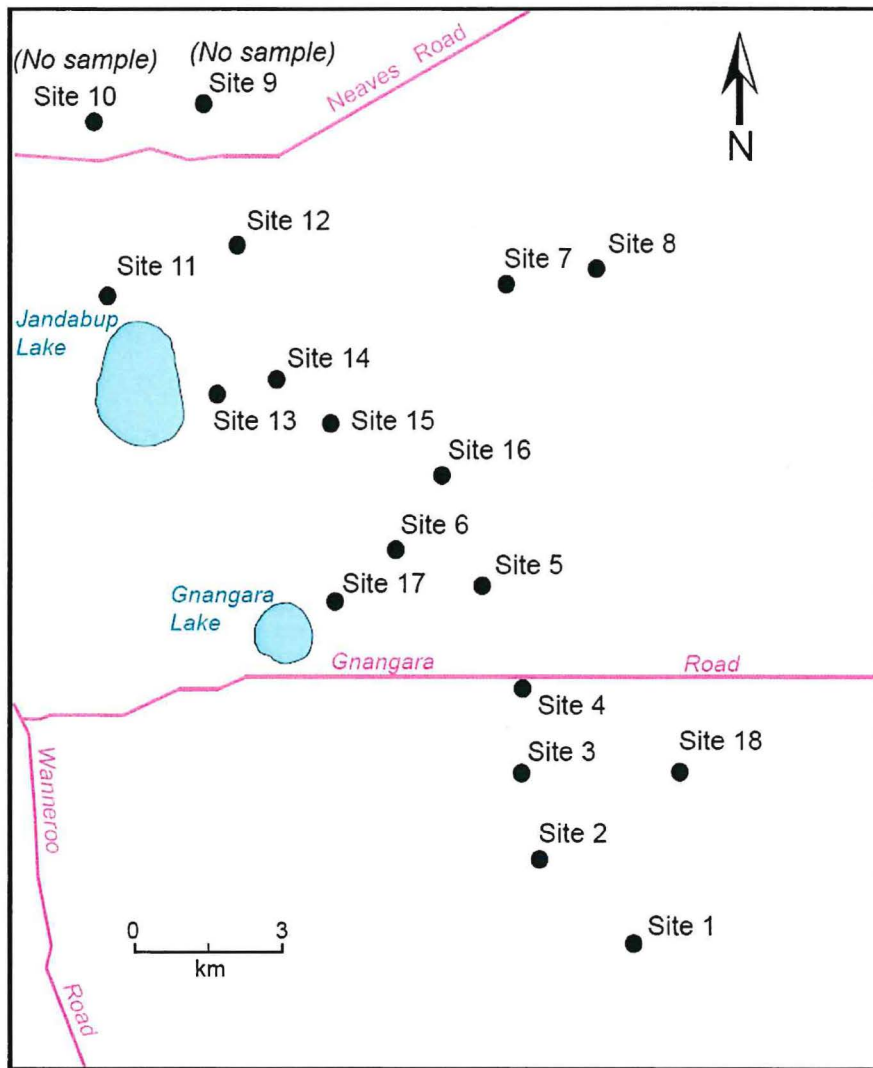 (No sample)
(No sample)
Site 10
Site 9
Neaves Road
N
Site 12
Site 11
Site 7
Site 8
Jandabup
Lake
Site 14
Site 13
Site 15
Site 16
Site 6
Site 5
Site 17
Gnangara
Lake
Gnangara Road
Site 4
Site 3
Site 18
Wanneroo Road
Site 2
Site 1
0 3
km